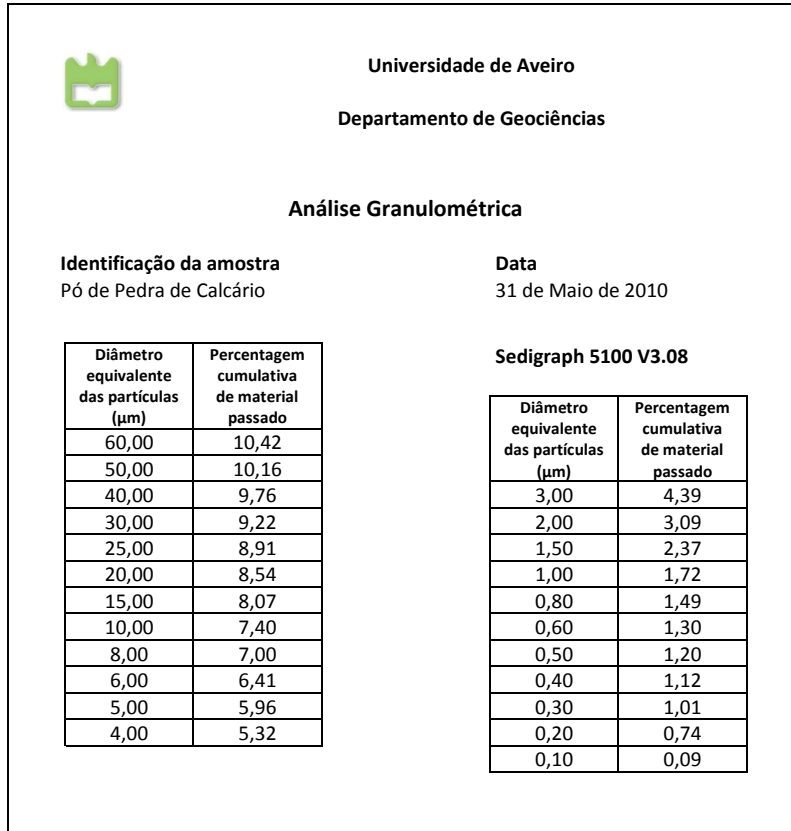 Universidade de Aveiro
Departamento de Geociências
Análise Granulométrica
Identificação da amostra
Pó de Pedra de Calcário
Data
31 de Maio de 2010
Diâmetro equivalente das partículas (µm) Percentagem cumulativa de material passado
60,00 10,42
50,00 10,16
40,00 9,76
30,00 9,22
25,00 8,91
20,00 8,54
15,00 8,07
10,00 7,40
8,00 7,00
6,00 6,41
5,00 5,96
4,00 5,32
Sedigraph 5100 V3.08
Diâmetro equivalente das partículas (µm) Percentagem cumulativa de material passado
3,00 4,39
2,00 3,09
1,50 2,37
1,00 1,72
0,80 1,49
0,60 1,30
0,50 1,20
0,40 1,12
0,30 1,01
0,20 0,74
0,10 0,09